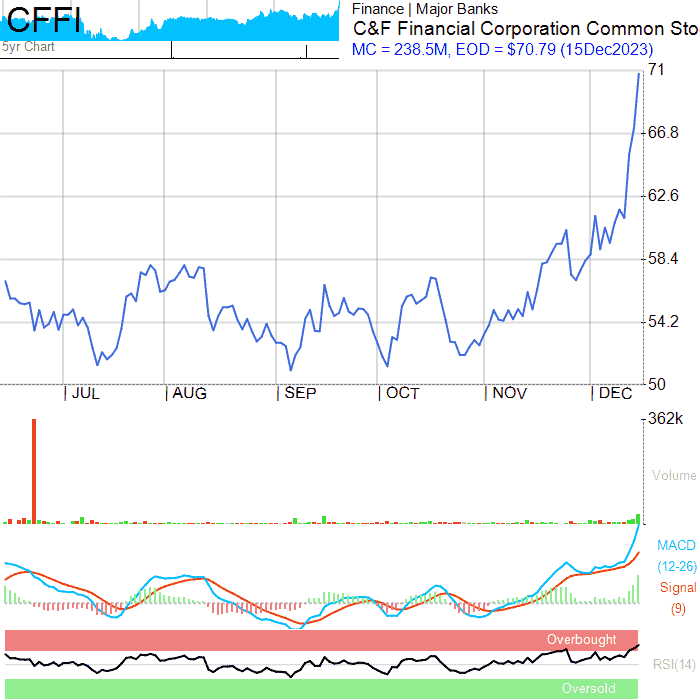 CFFI
5yr Chart
Finance | Major Banks
C&F Financial Corporation Common Sto
MC = 238.5M, EOD = $70.79 (15Dec2023)
71
66.8
62.6
58.4
54.2
50
JUL AUG SEP OCT NOV DEC
362k
Volume
MACD
(12-26)
Signal
(9)
Overbought
RSI(14)
Oversold